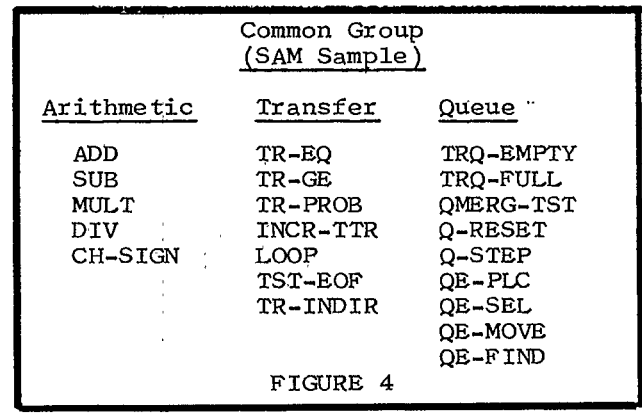 Common Group
(SAM Sample)
Arithmetic Transfer Queue
ADD TR-EQ TRQ-EMPTY
SUB TR-GE TRQ-FULL
MULT TR-PROB QMERG-TST
DIV INCR-TTR Q-RESET
CH-SIGN LOOP Q-STEP
TST-EOF QE-PLC
TR-INDIR QE-SEL
QE-MOVE
QE-FIND
FIGURE 4